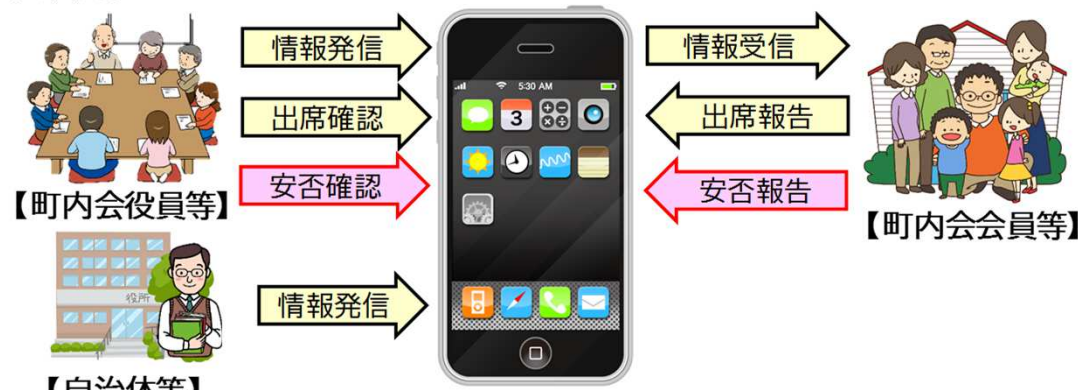 情報発信
出席確認
安否確認
【町内会役員等】
役所
情報発信
【自治体等】
5:30 AM
3
情報受信
出席報告
安否報告
【町内会会員等】